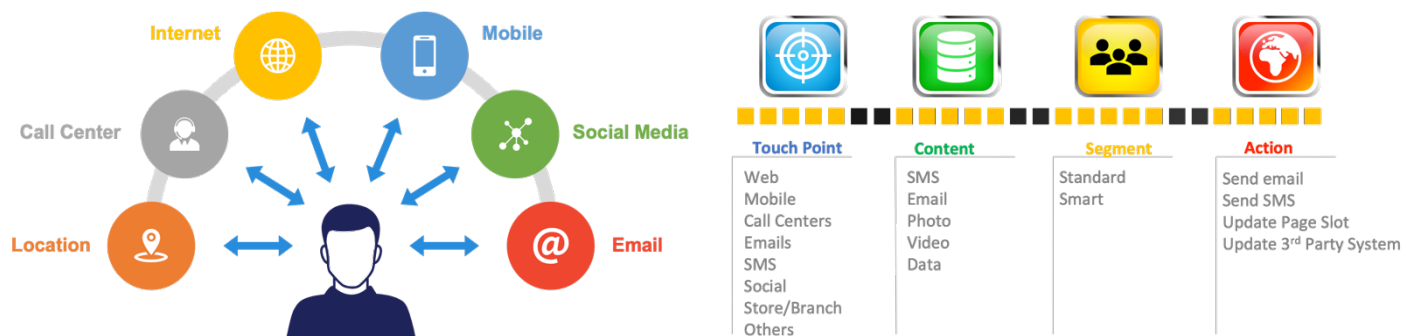 Internet
Mobile
Call Center
Social Media
Location
@
Email
Touch Point
Web
Mobile
Call Centers
Emails
SMS
Social
Store/Branch
Others
Content
SMS
Email
Photo
Video
Data
Segment
Standard
Smart
Action
Send email
Send SMS
Update Page Slot
Update 3rd Party System